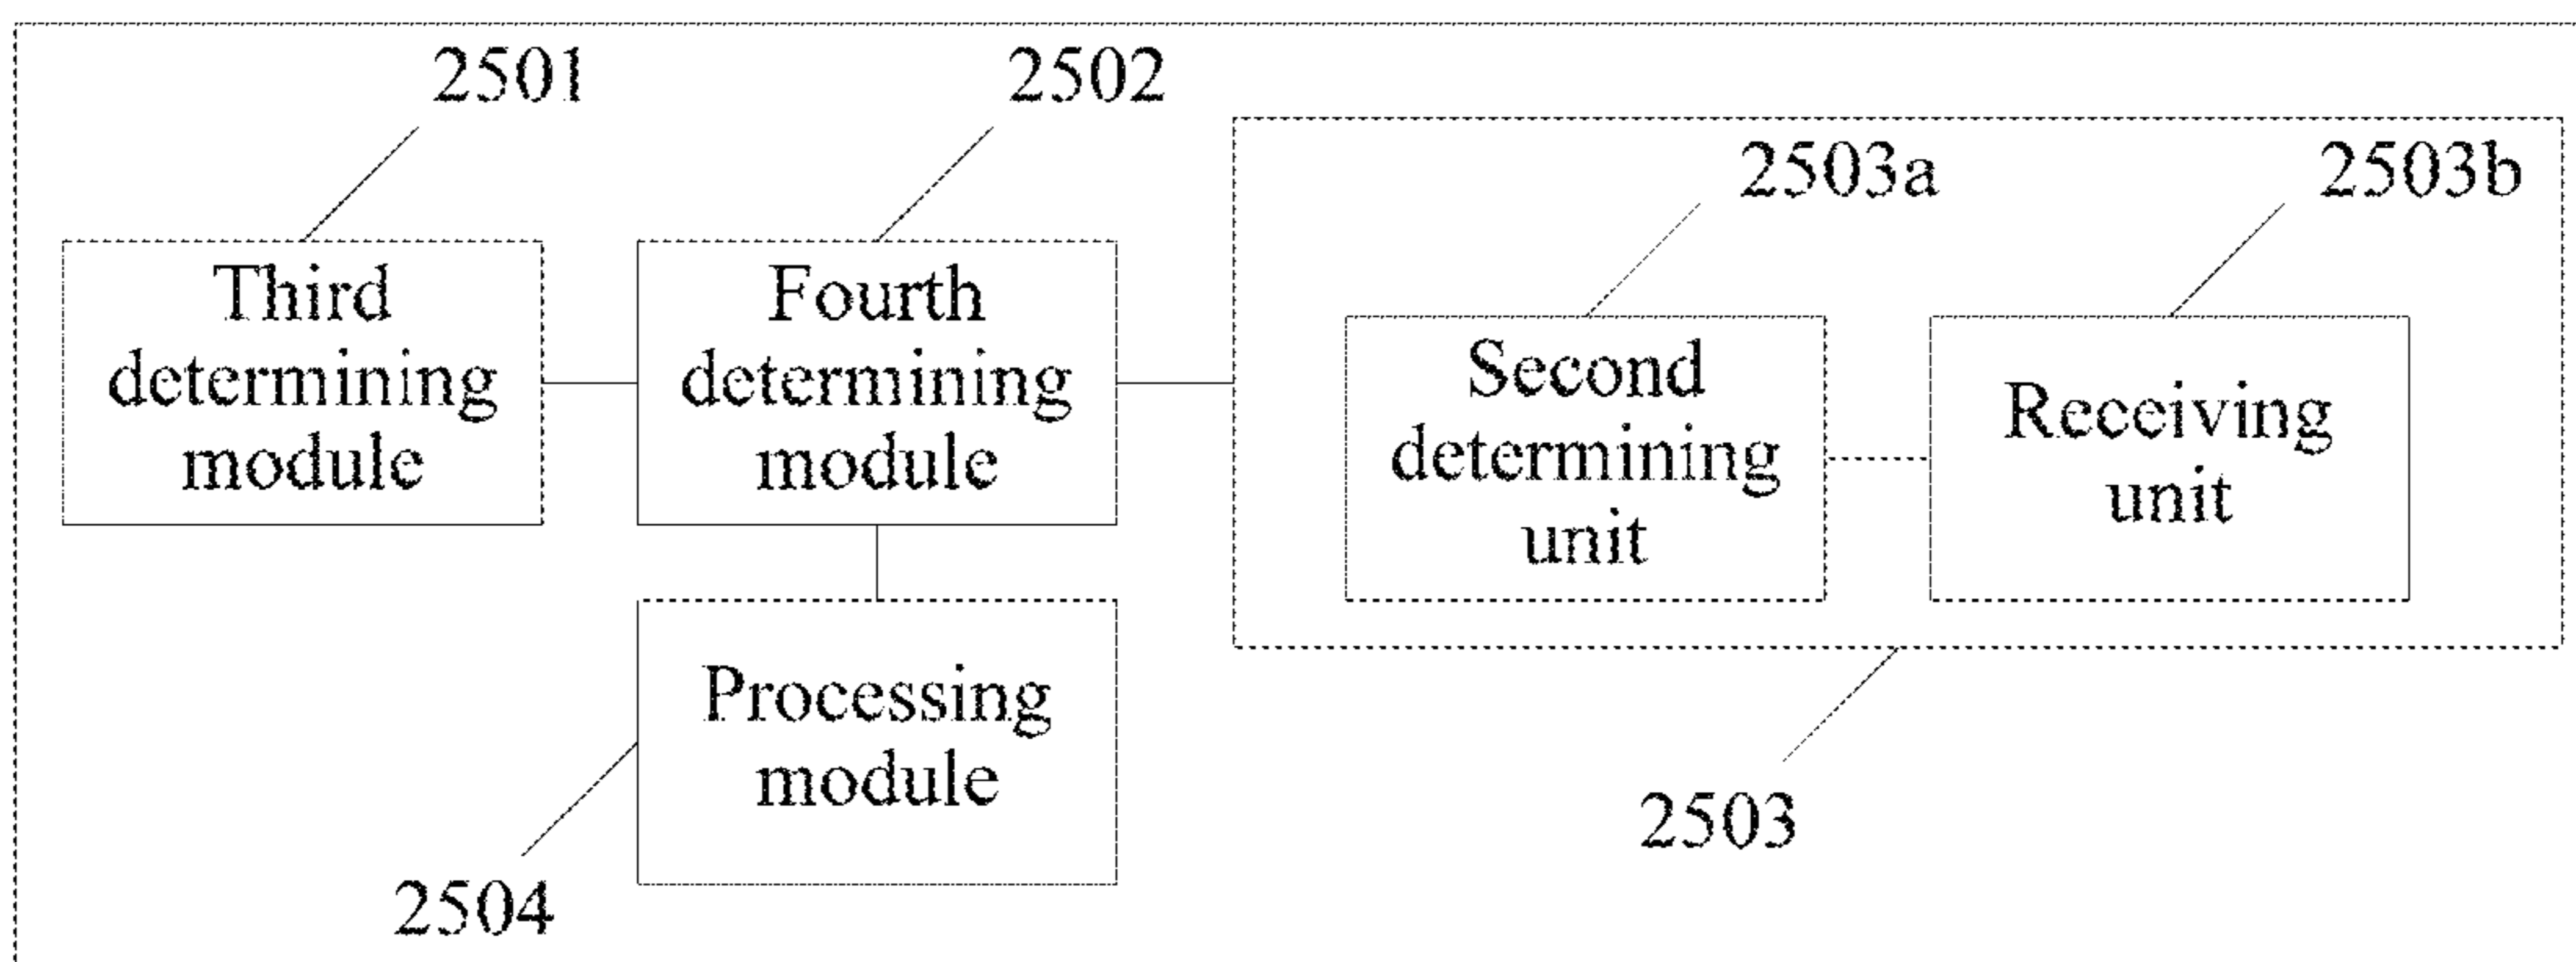 2501
2502
2503a
2503b
Third
determining
module
Fourth
determining
module
Second
determining
unit
Receiving
unit
Processing
module
2503
2504